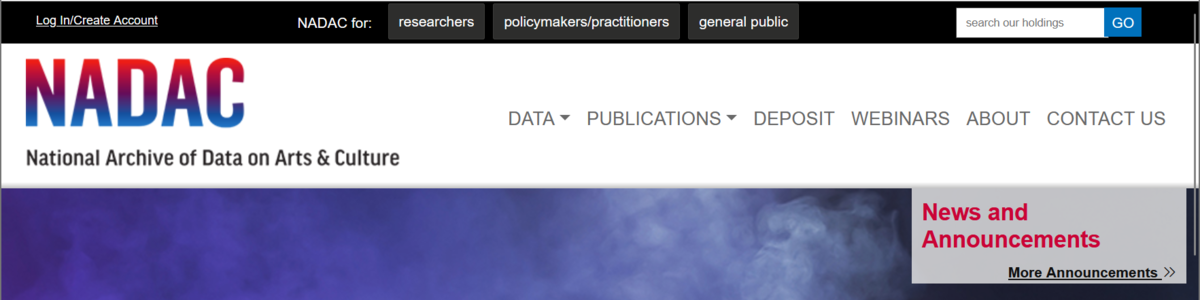 Log In/Create Account
NADAC for:
researchers
policymakers/practitioners
general public
search our holdings
GO
NADAC
National Archive of Data on Arts & Culture
DATA
PUBLICATIONS
DEPOSIT
WEBINARS
ABOUT
CONTACT US
News and
Announcements
More Announcements